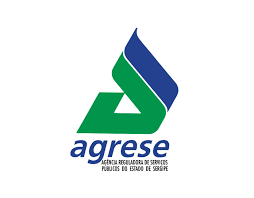 agrese
AGÊNCIA REGULADORA DE SERVIÇOS
PÚBLICOS DO ESTADO DE SERGIPE